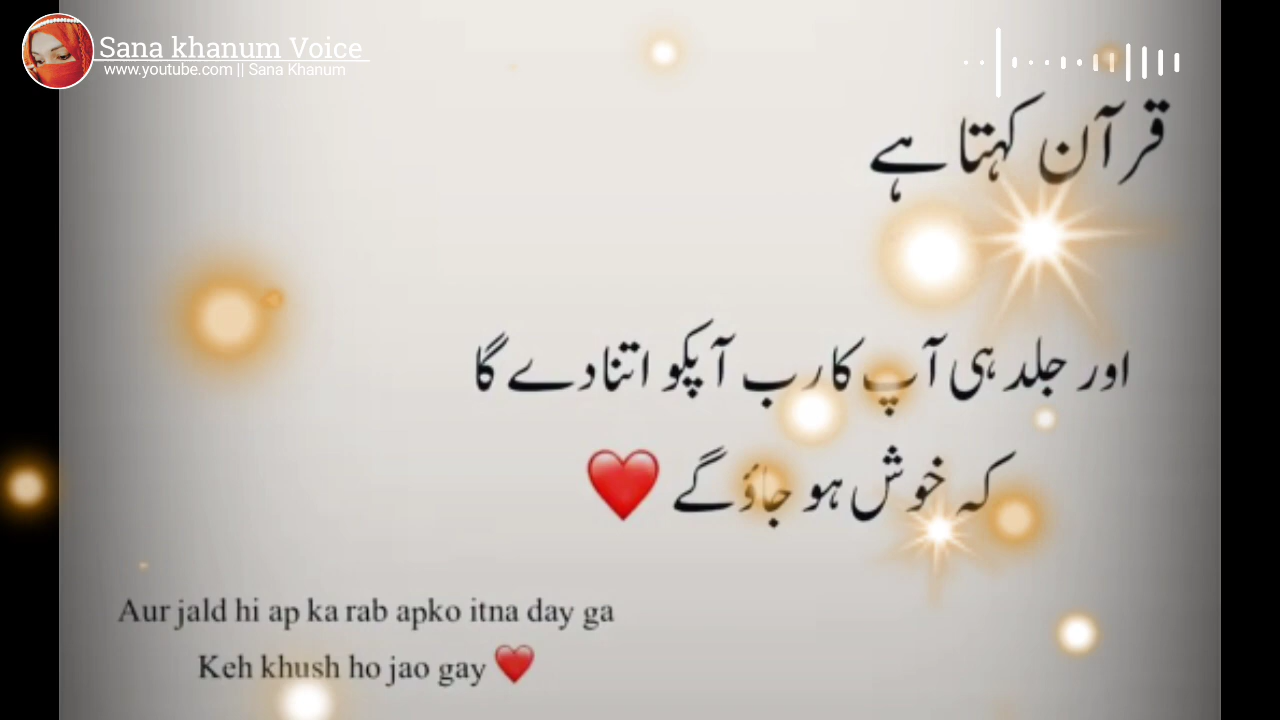 Sana khanum Voice
www.youtube.com || Sana Khanum
قرآن کہتا ہے
اور جلد ہی آپ کا رب آپکو اتنا دے گا
کہ خوش ہو جاؤ گے ❤️
Aur jald hi ap ka rab apko itna day ga
Keh khush ho jao gay ❤️